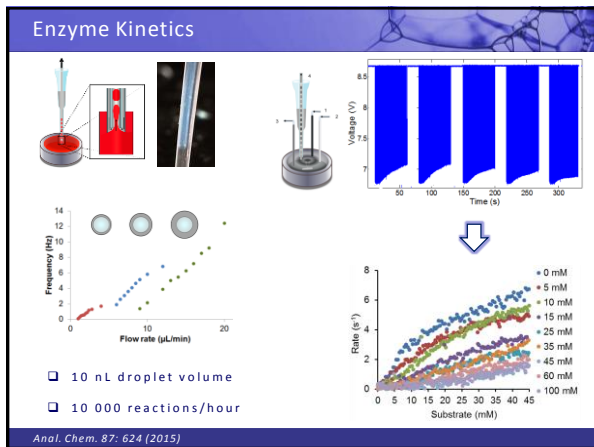 Enzyme Kinetics
4
3
1
2
Voltage (V)
8.5
8
7.5
7
50 100 150 200 250 300
Time (s)
Frequency (Hz)
14
12
10
8
6
4
2
0
0 10 20
Flow rate (µL/min)
Rate (s⁻¹)
8
6
4
2
0
0 5 10 15 20 25 30 35 40 45
Substrate (mM)
0 mM
5 mM
10 mM
15 mM
25 mM
35 mM
45 mM
60 mM
100 mM
❑ 10 nL droplet volume
❑ 10 000 reactions/hour
Anal. Chem. 87: 624 (2015)